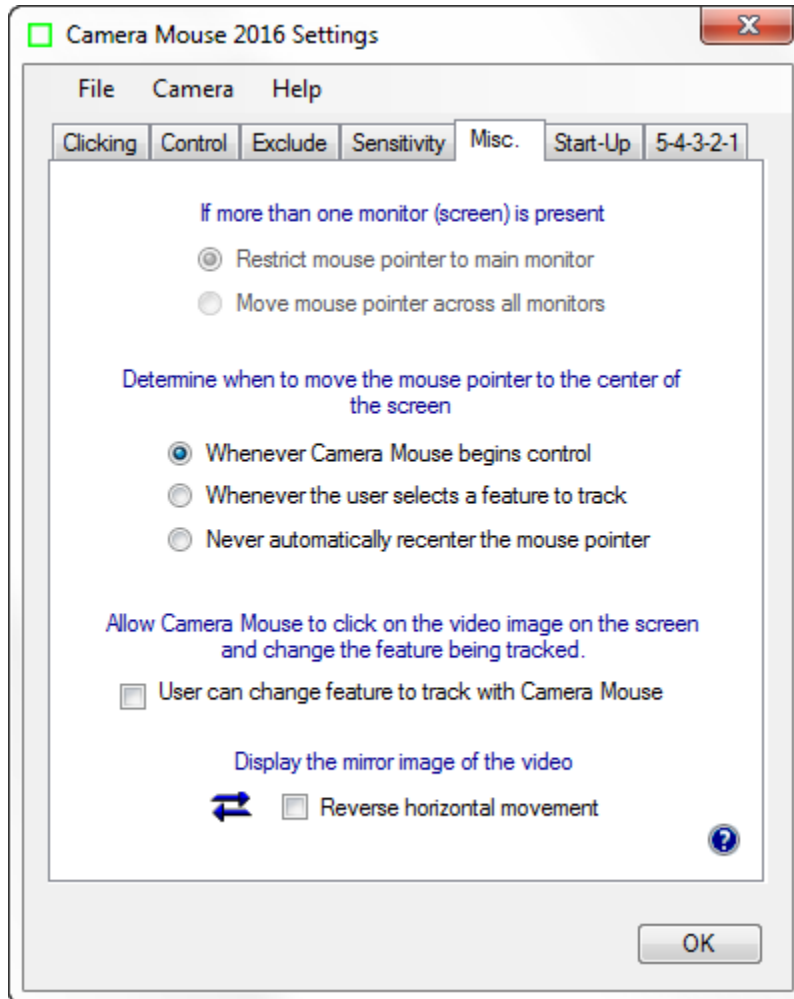 Camera Mouse 2016 Settings
File Camera Help
Clicking Control Exclude Sensitivity Misc. Start-Up 5-4-3-2-1
If more than one monitor (screen) is present
Restrict mouse pointer to main monitor
Move mouse pointer across all monitors
Determine when to move the mouse pointer to the center of
the screen
Whenever Camera Mouse begins control
Whenever the user selects a feature to track
Never automatically recenter the mouse pointer
Allow Camera Mouse to click on the video image on the screen
and change the feature being tracked.
User can change feature to track with Camera Mouse
Display the mirror image of the video
Reverse horizontal movement
?
OK